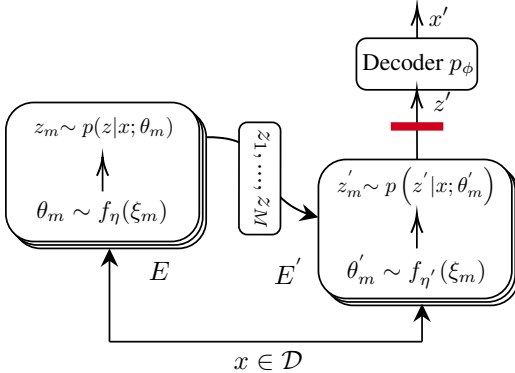 x′
Decoder p_ϕ
z′
z_m ∼ p(z|x; θ_m)
θ_m ∼ f_η(ξ_m)
E
z_1, ..., z_M
z′_m ∼ p(z′|x; θ′_m)
θ′_m ∼ f_η′(ξ_m)
E′
x ∈ 𝒟